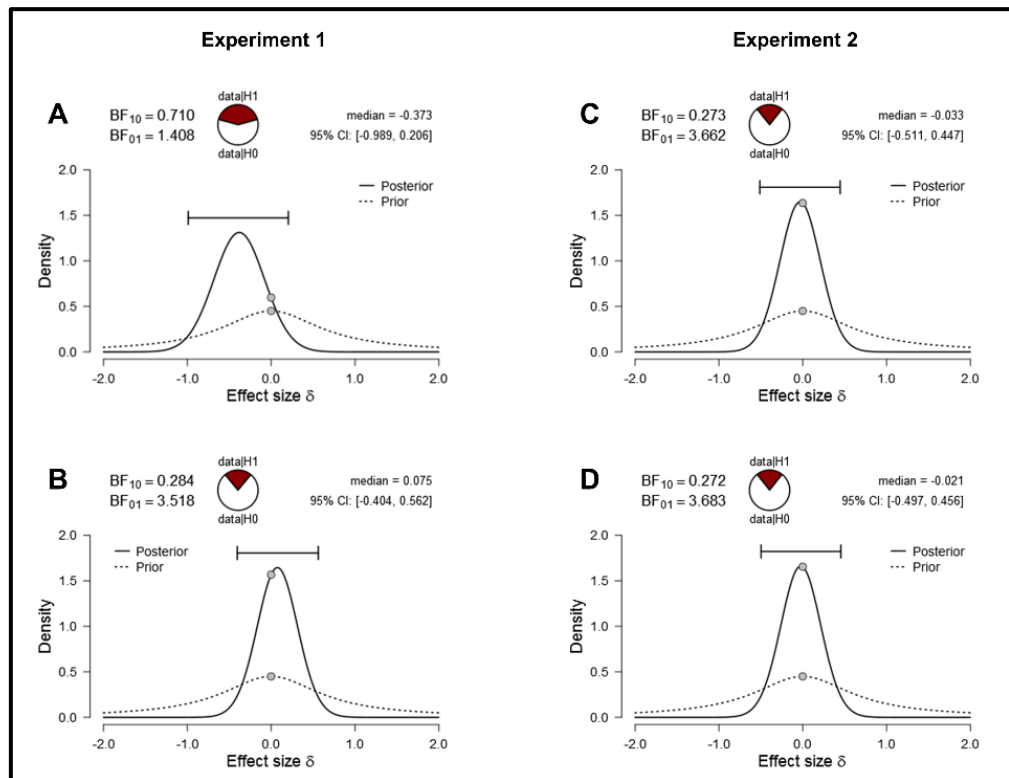 Experiment 1
Experiment 2
A
BF₁₀ = 0.710
BF₀₁ = 1.408
data|H1
data|H0
median = -0.373
95% CI: [-0.989, 0.206]
Posterior
Prior
Density
2.0
1.5
1.0
0.5
0.0
-2.0 -1.0 0.0 1.0 2.0
Effect size δ
C
BF₁₀ = 0.273
BF₀₁ = 3.662
data|H1
data|H0
median = -0.033
95% CI: [-0.511, 0.447]
Posterior
Prior
Density
2.0
1.5
1.0
0.5
0.0
-2.0 -1.0 0.0 1.0 2.0
Effect size δ
B
BF₁₀ = 0.284
BF₀₁ = 3.518
data|H1
data|H0
median = 0.075
95% CI: [-0.404, 0.562]
Posterior
Prior
Density
2.0
1.5
1.0
0.5
0.0
-2.0 -1.0 0.0 1.0 2.0
Effect size δ
D
BF₁₀ = 0.272
BF₀₁ = 3.683
data|H1
data|H0
median = -0.021
95% CI: [-0.497, 0.456]
Posterior
Prior
Density
2.0
1.5
1.0
0.5
0.0
-2.0 -1.0 0.0 1.0 2.0
Effect size δ